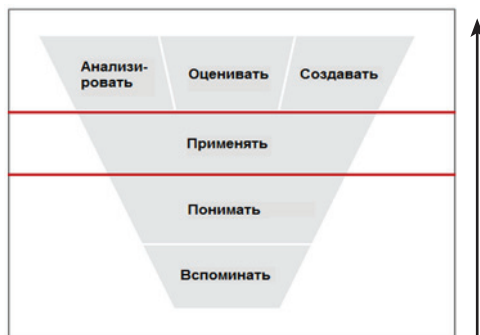 Анализи-
ровать
Оценивать
Создавать
Применять
Понимать
Вспоминать